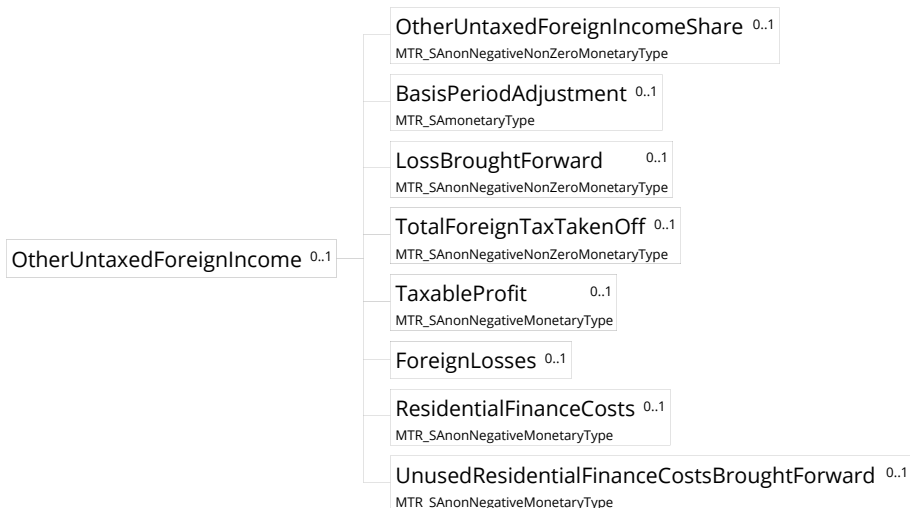 OtherUntaxedForeignIncomeShare 0..1
MTR_SAnonNegativeNonZeroMonetaryType
BasisPeriodAdjustment 0..1
MTR_SAmonetaryType
LossBroughtForward 0..1
MTR_SAnonNegativeNonZeroMonetaryType
TotalForeignTaxTakenOff 0..1
MTR_SAnonNegativeNonZeroMonetaryType
OtherUntaxedForeignIncome 0..1
TaxableProfit 0..1
MTR_SAnonNegativeMonetaryType
ForeignLosses 0..1
ResidentialFinanceCosts 0..1
MTR_SAnonNegativeMonetaryType
UnusedResidentialFinanceCostsBroughtForward 0..1
MTR_SAnonNegativeMonetaryType